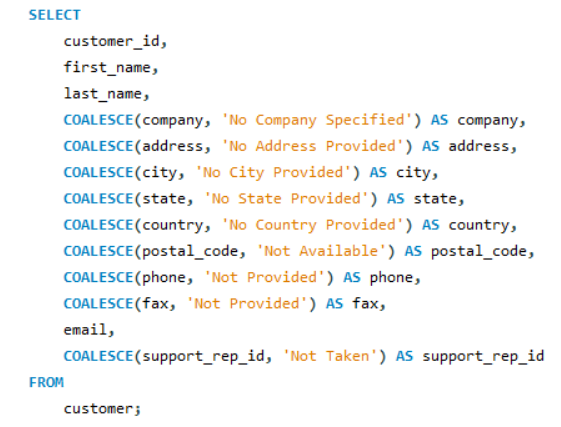 SELECT
customer_id,
first_name,
last_name,
COALESCE(company, 'No Company Specified') AS company,
COALESCE(address, 'No Address Provided') AS address,
COALESCE(city, 'No City Provided') AS city,
COALESCE(state, 'No State Provided') AS state,
COALESCE(country, 'No Country Provided') AS country,
COALESCE(postal_code, 'Not Available') AS postal_code,
COALESCE(phone, 'Not Provided') AS phone,
COALESCE(fax, 'Not Provided') AS fax,
email,
COALESCE(support_rep_id, 'Not Taken') AS support_rep_id
FROM
customer;